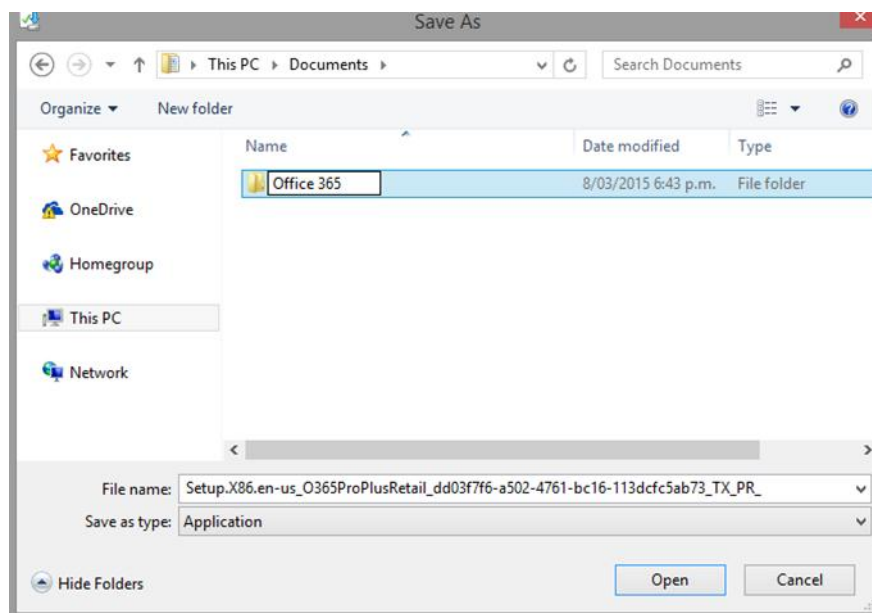 Save As
This PC Documents
Search Documents
Organize New folder
Name Date modified Type
Favorites
Office 365 8/03/2015 6:43 p.m. File folder
OneDrive
Homegroup
This PC
Network
File name: Setup.X86.en-us_O365ProPlusRetail_dd03f7f6-a502-4761-bc16-113dcfc5ab73_TX_PR_
Save as type: Application
Hide Folders Open Cancel